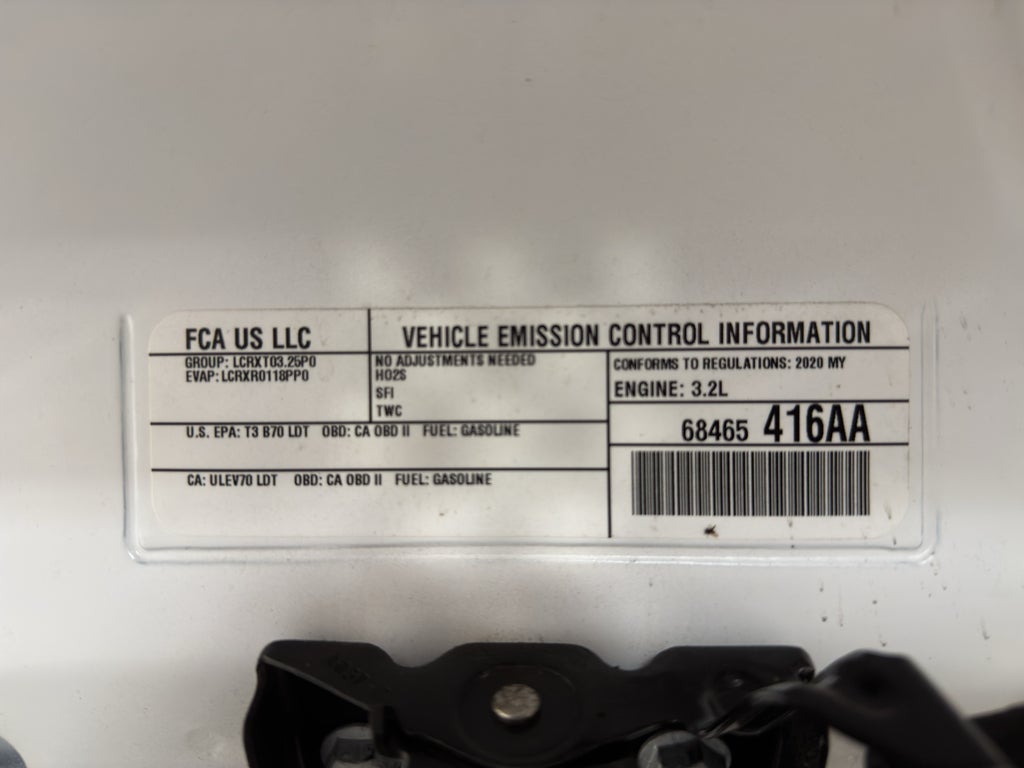 FCA US LLC
VEHICLE EMISSION CONTROL INFORMATION
GROUP: LCRXT03.25P0
EVAP: LCRXR0118PP0
NO ADJUSTMENTS NEEDED
HO2S
SFI
TWC
CONFORMS TO REGULATIONS: 2020 MY
ENGINE: 3.2L
68465 416AA
U.S. EPA: T3 B70 LDT OBD: CA OBD II FUEL: GASOLINE
CA: ULEV70 LDT OBD: CA OBD II FUEL: GASOLINE